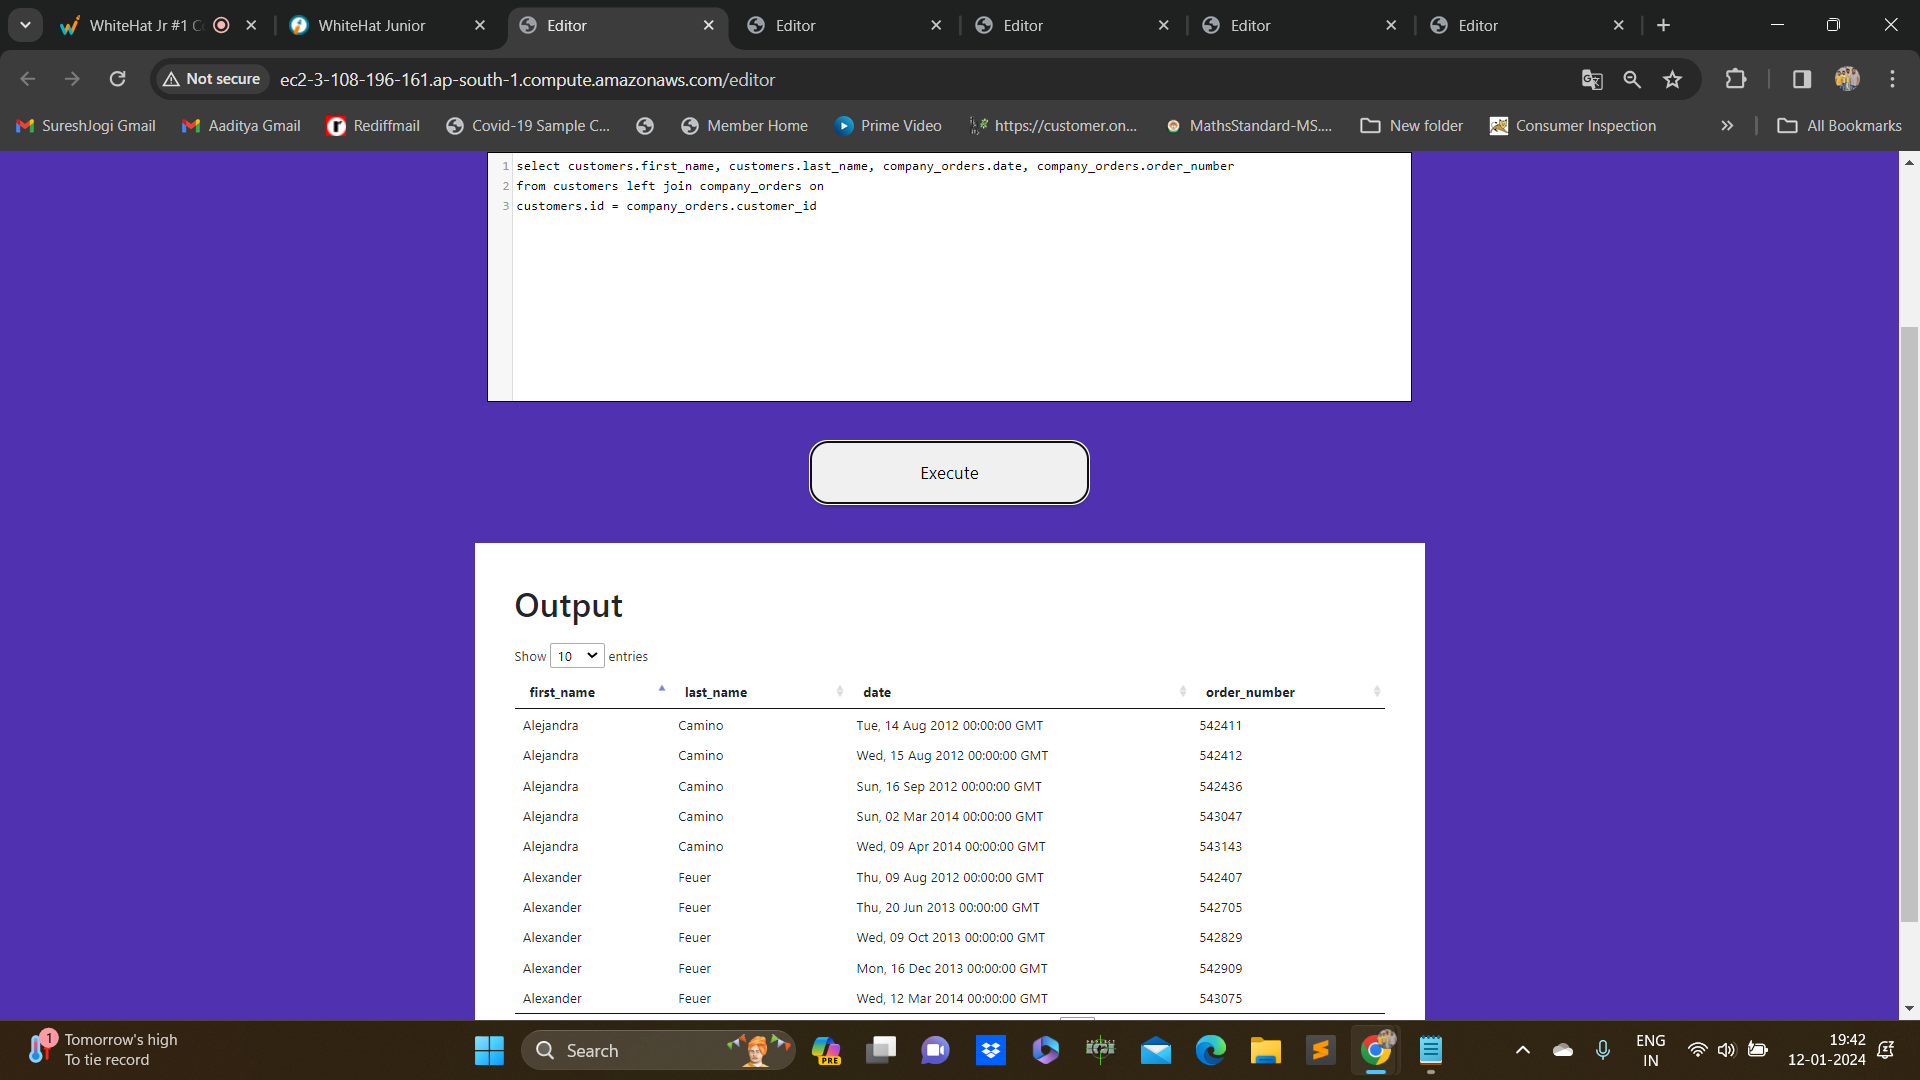 WhiteHat Jr #1 C
WhiteHat Junior
Editor
Editor
Editor
Editor
Editor
Not secure
ec2-3-108-196-161.ap-south-1.compute.amazonaws.com/editor
SureshJogi Gmail
Aaditya Gmail
Rediffmail
Covid-19 Sample C...
Member Home
Prime Video
https://customer.on...
MathsStandard-MS....
New folder
Consumer Inspection
All Bookmarks
1 select customers.first_name, customers.last_name, company_orders.date, company_orders.order_number
2 from customers left join company_orders on
3 customers.id = company_orders.customer_id
Execute
Output
Show 10 entries
first_name last_name date order_number
Alejandra Camino Tue, 14 Aug 2012 00:00:00 GMT 542411
Alejandra Camino Wed, 15 Aug 2012 00:00:00 GMT 542412
Alejandra Camino Sun, 16 Sep 2012 00:00:00 GMT 542436
Alejandra Camino Sun, 02 Mar 2014 00:00:00 GMT 543047
Alejandra Camino Wed, 09 Apr 2014 00:00:00 GMT 543143
Alexander Feuer Thu, 09 Aug 2012 00:00:00 GMT 542407
Alexander Feuer Thu, 20 Jun 2013 00:00:00 GMT 542705
Alexander Feuer Wed, 09 Oct 2013 00:00:00 GMT 542829
Alexander Feuer Mon, 16 Dec 2013 00:00:00 GMT 542909
Alexander Feuer Wed, 12 Mar 2014 00:00:00 GMT 543075
1
Tomorrow's high
To tie record
Search
PRE
ENG
IN
19:42
12-01-2024